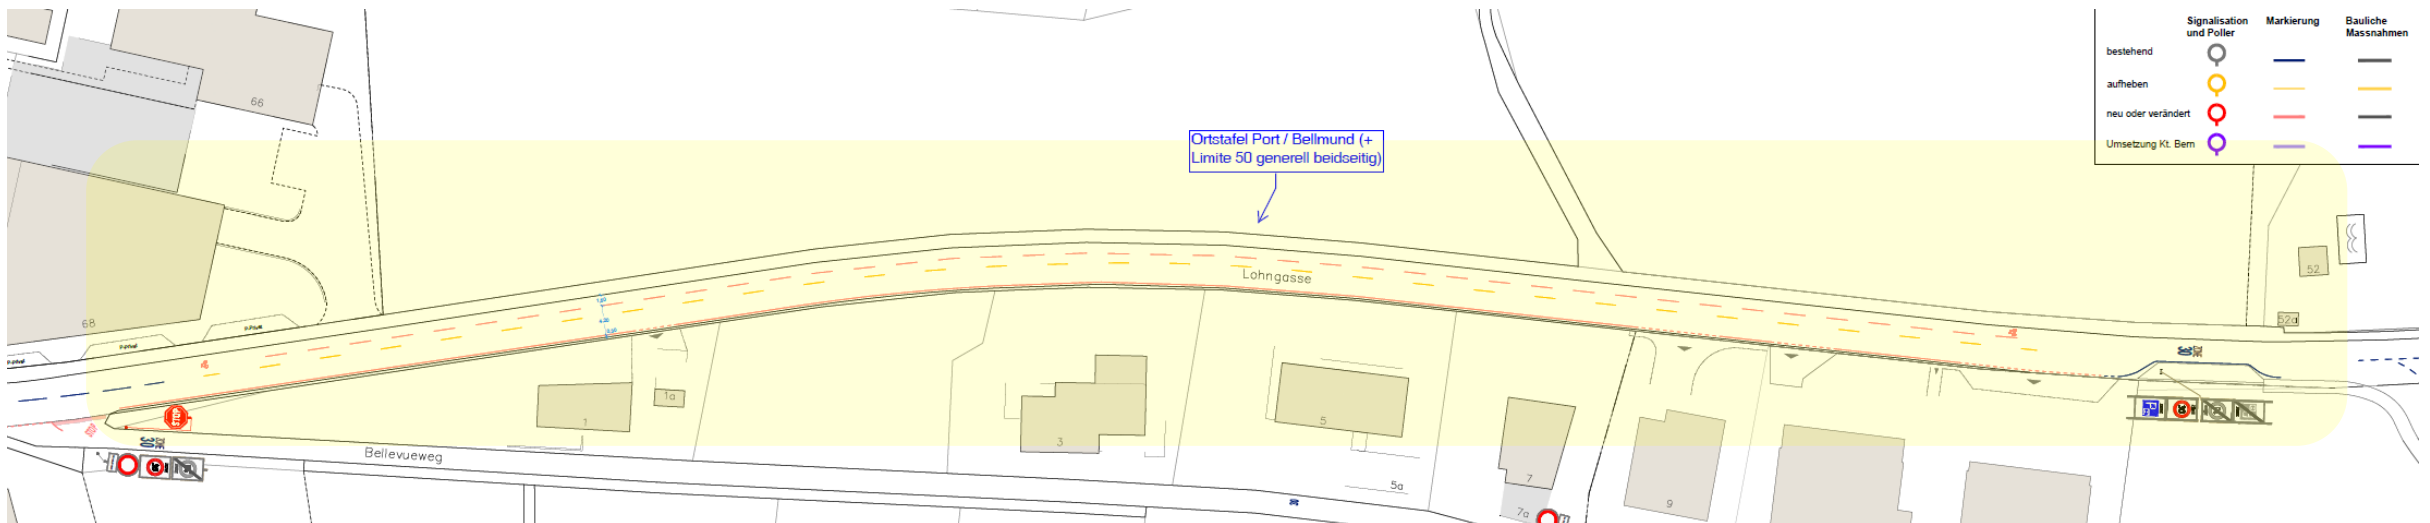 Signalisation
und Poller
Markierung
Bauliche
Massnahmen
bestehend
aufheben
neu oder verändert
Umsetzung Kt. Bern
66
Ortstafel Port / Bellmund (+
Limite 50 generell beidseitig)
Lohngasse
68
52
52a
1
1a
3
5
5a
7
7a
9
Bellevueweg
STOP
30
30